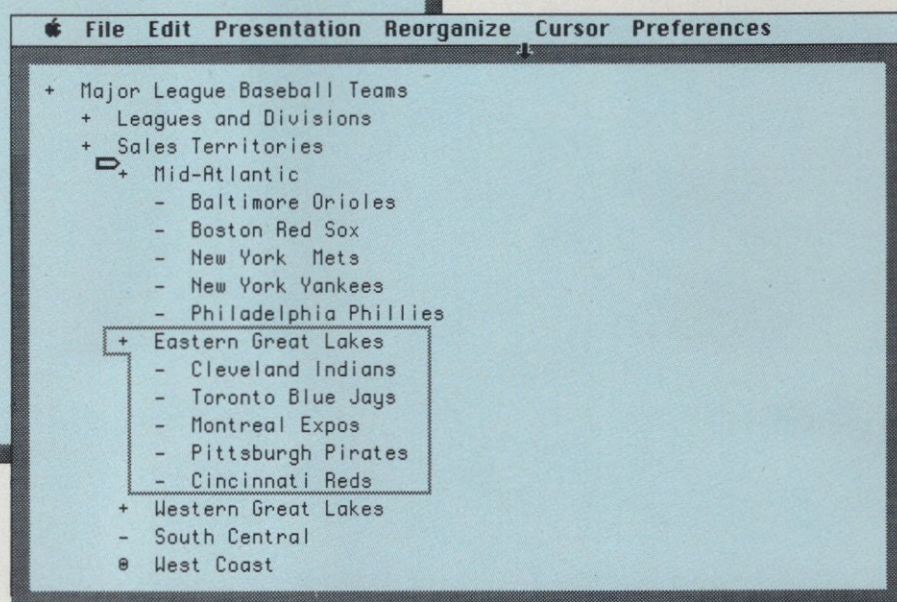 File Edit Presentation Reorganize Cursor Preferences
+ Major League Baseball Teams
+ Leagues and Divisions
+ Sales Territories
+ Mid-Atlantic
- Baltimore Orioles
- Boston Red Sox
- New York  Mets
- New York Yankees
- Philadelphia Phillies
+ Eastern Great Lakes
- Cleveland Indians
- Toronto Blue Jays
- Montreal Expos
- Pittsburgh Pirates
- Cincinnati Reds
+ Western Great Lakes
- South Central
West Coast